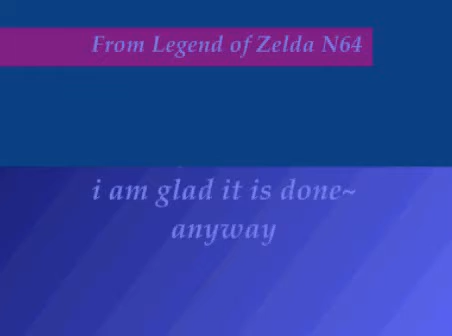 From Legend of Zelda N64
i am glad it is done~
anyway